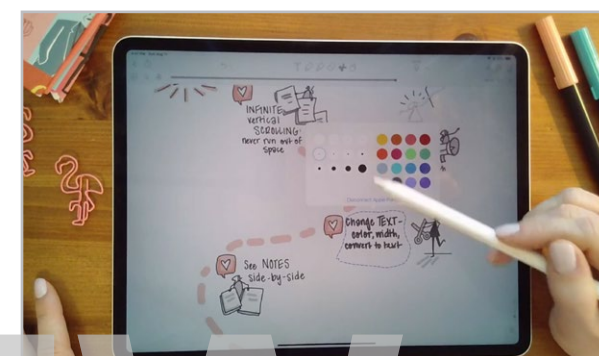 INFINITE
vertical
SCROLLING:
never run out of
space
Change TEXT-
color, width,
convert to text
See NOTES
side-by-side